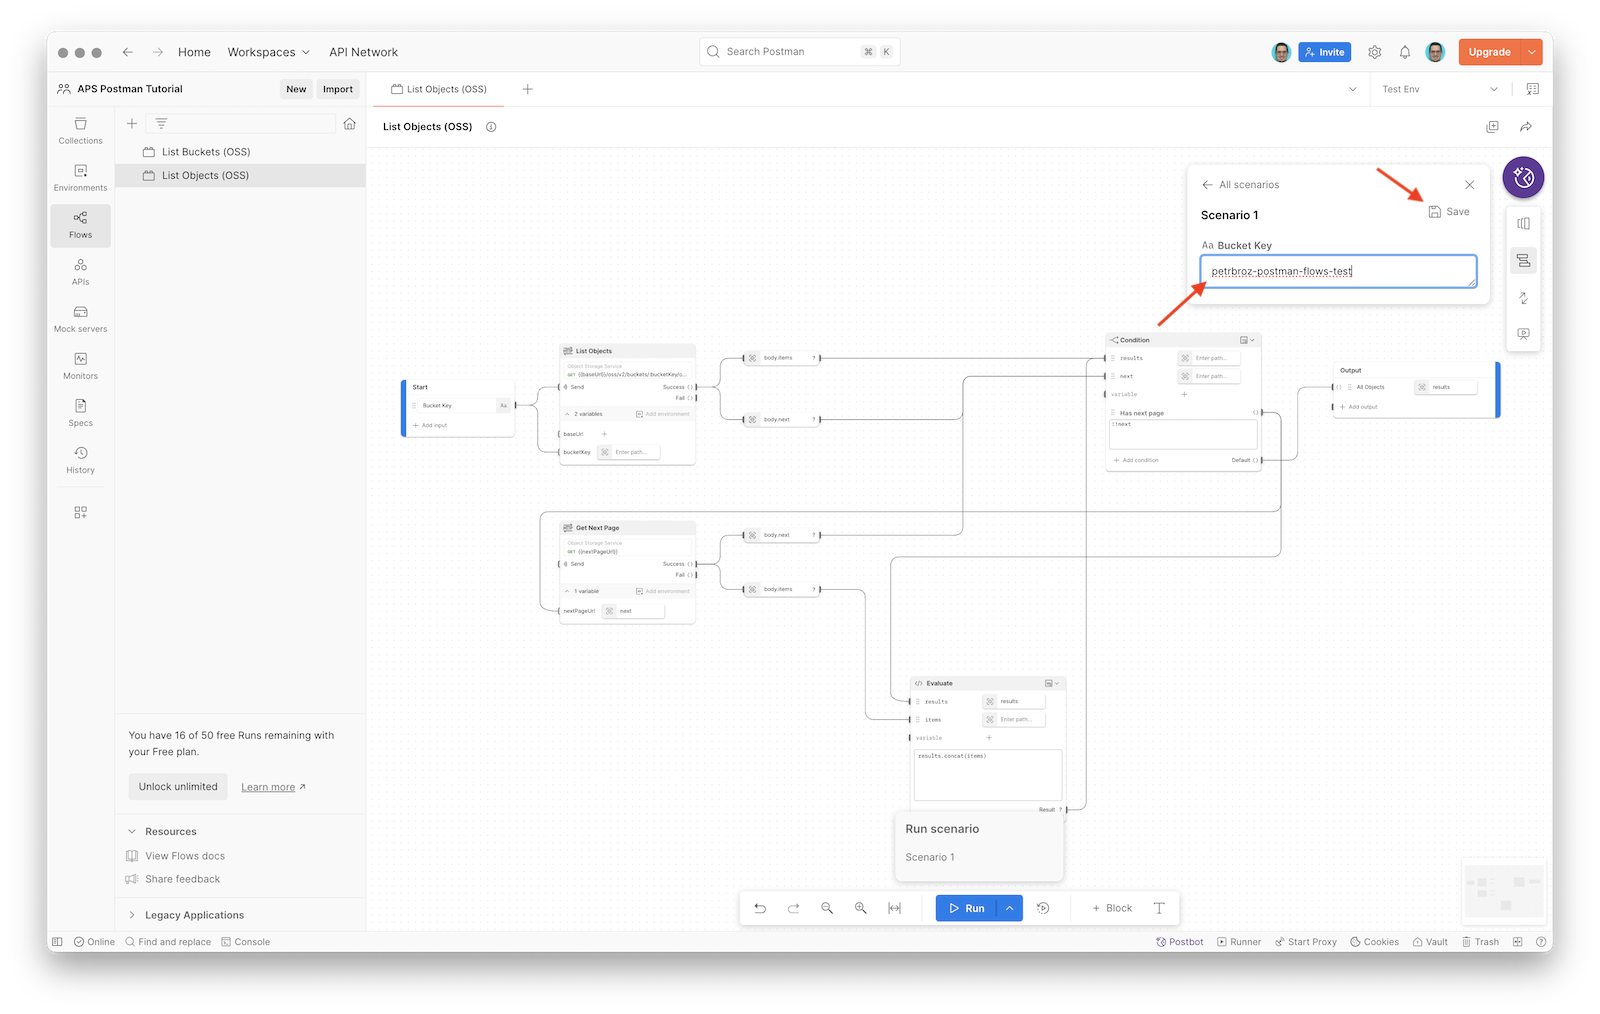 Home
Workspaces
API Network
Search Postman
⌘ K
Invite
Upgrade
APS Postman Tutorial
New
Import
List Objects (OSS)
Test Env
Collections
Environments
Flows
APIs
Mock servers
Monitors
Specs
History
List Buckets (OSS)
List Objects (OSS)
List Objects (OSS)
All scenarios
Scenario 1
Save
Aa Bucket Key
petrbroz-postman-flows-test
Start
Bucket Key
Aa
+ Add input
List Objects
Object Storage Service
GET {{baseUrl}}/oss/v2/buckets/:bucketKey/o...
Send
Success {}
Fail {}
2 variables
Add environment
baseUrl +
bucketKey
Enter path...
body.items ?
body.next ?
Condition
results
Enter path...
next
Enter path...
variable +
Has next page {}
!!next
+ Add condition
Default {}
Output
{} All Objects
results
+ Add output
Get Next Page
Object Storage Service
GET {{nextPageUrl}}
Send
Success {}
Fail {}
1 variable
Add environment
nextPageUrl
next
body.next ?
body.items ?
</> Evaluate
results
results
items
Enter path...
variable +
results.concat(items)
Result ?
Run scenario
Scenario 1
You have 16 of 50 free Runs remaining with
your Free plan.
Unlock unlimited
Learn more ↗
Resources
View Flows docs
Share feedback
Legacy Applications
Run
+ Block
T
Online
Find and replace
Console
Postbot
Runner
Start Proxy
Cookies
Vault
Trash